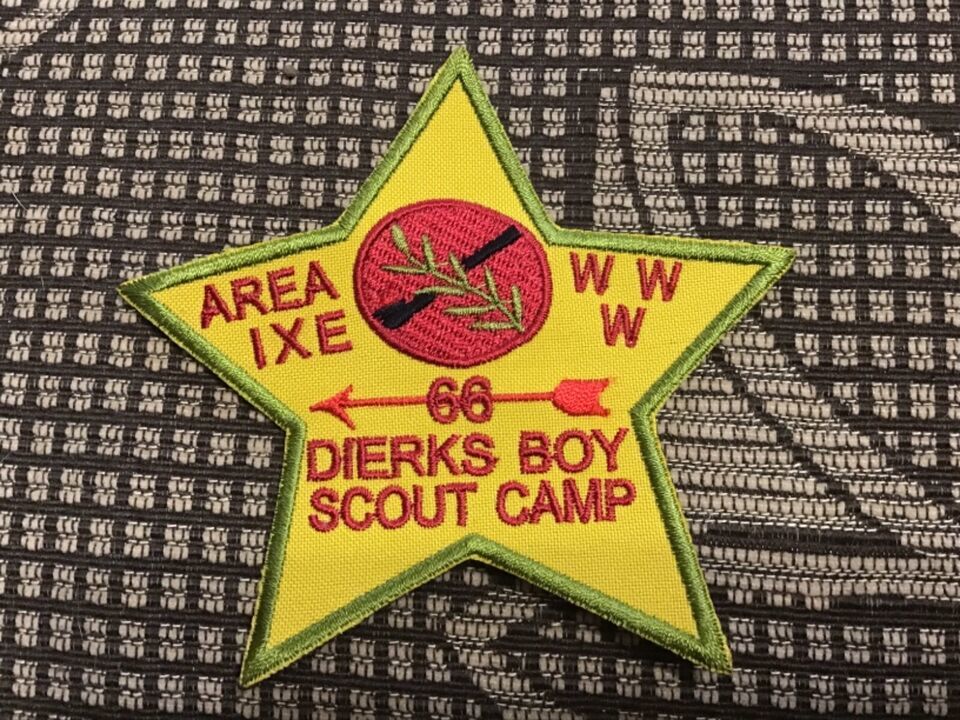 AREA
IXE
W W
W
66
DIERKS BOY
SCOUT CAMP